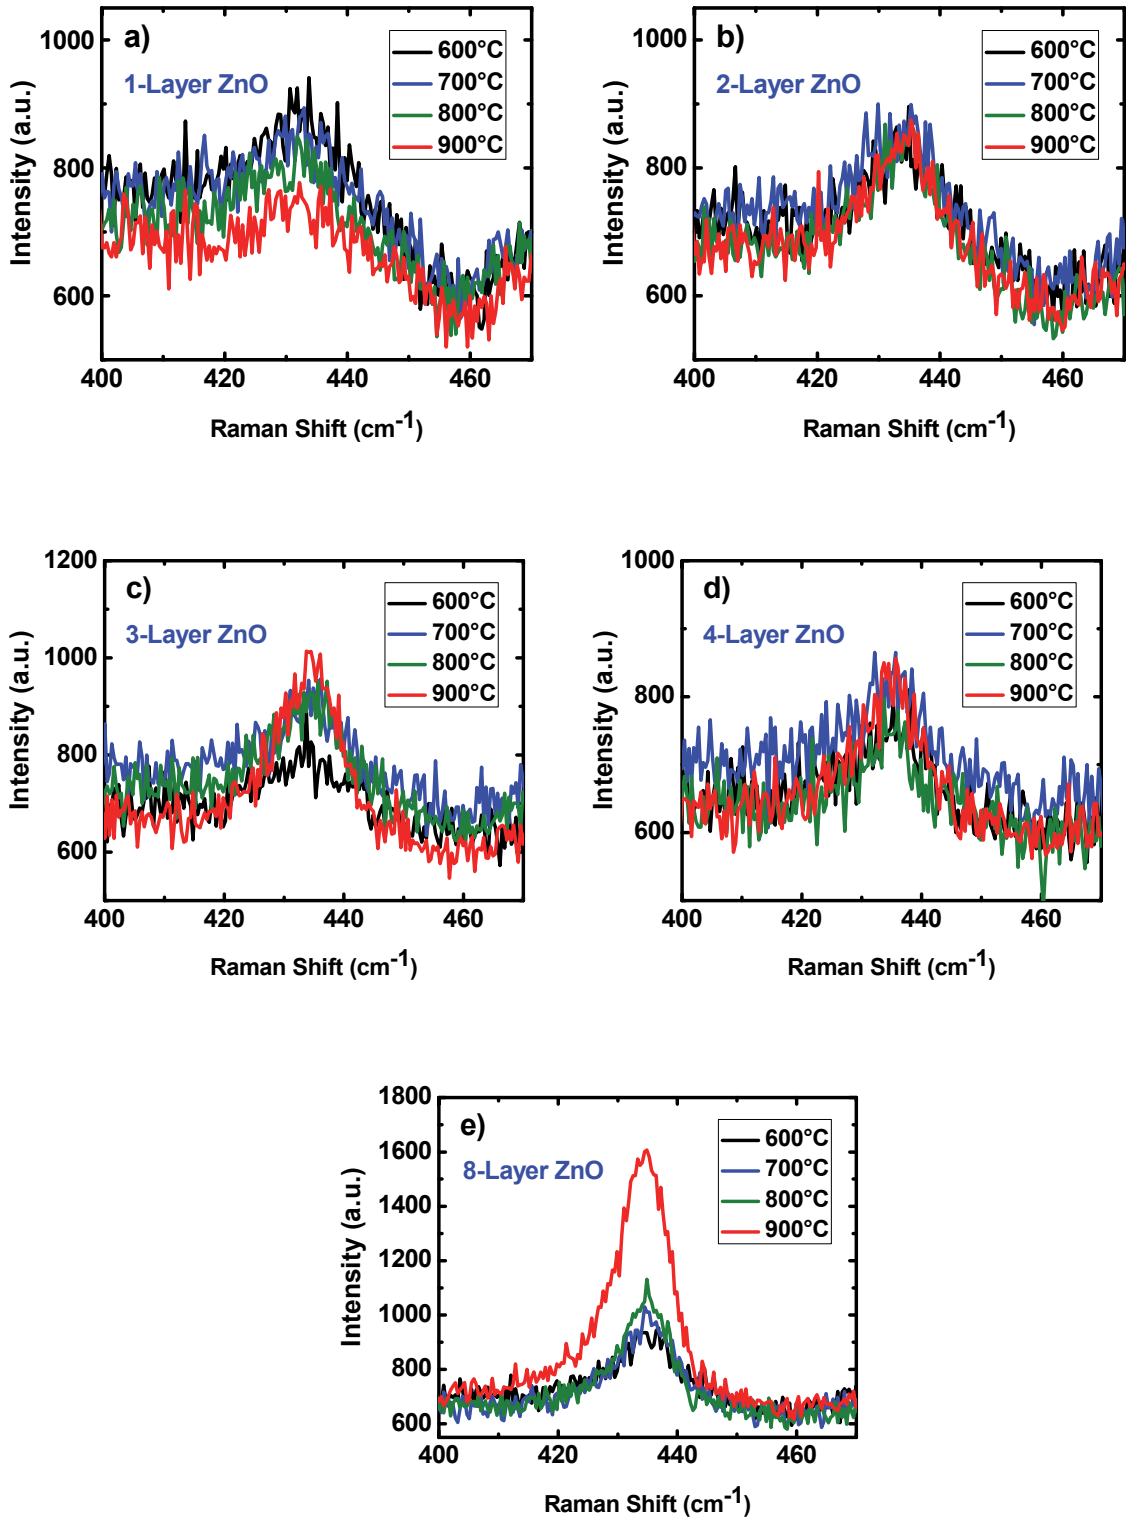 a)
1-Layer ZnO
600°C
700°C
800°C
900°C
1000
800
600
400 420 440 460
Intensity (a.u.)
Raman Shift (cm-1)
b)
2-Layer ZnO
600°C
700°C
800°C
900°C
1000
800
600
400 420 440 460
Intensity (a.u.)
Raman Shift (cm-1)
c)
3-Layer ZnO
600°C
700°C
800°C
900°C
1200
1000
800
600
400 420 440 460
Intensity (a.u.)
Raman Shift (cm-1)
d)
4-Layer ZnO
600°C
700°C
800°C
900°C
1000
800
600
400 420 440 460
Intensity (a.u.)
Raman Shift (cm-1)
e)
8-Layer ZnO
600°C
700°C
800°C
900°C
1800
1600
1400
1200
1000
800
600
400 420 440 460
Intensity (a.u.)
Raman Shift (cm-1)